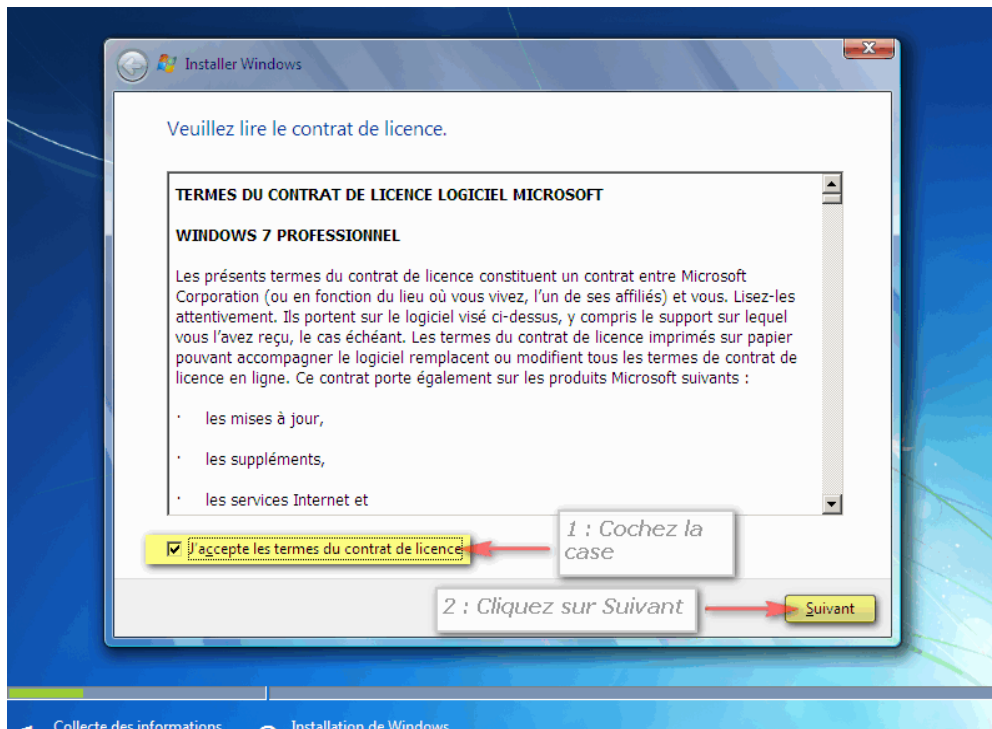 Installer Windows
Veuillez lire le contrat de licence.
TERMES DU CONTRAT DE LICENCE LOGICIEL MICROSOFT
WINDOWS 7 PROFESSIONNEL
Les présents termes du contrat de licence constituent un contrat entre Microsoft
Corporation (ou en fonction du lieu où vous vivez, l'un de ses affiliés) et vous. Lisez-les
attentivement. Ils portent sur le logiciel visé ci-dessus, y compris le support sur lequel
vous l'avez reçu, le cas échéant. Les termes du contrat de licence imprimés sur papier
pouvant accompagner le logiciel remplacent ou modifient tous les termes de contrat de
licence en ligne. Ce contrat porte également sur les produits Microsoft suivants :
· les mises à jour,
· les suppléments,
· les services Internet et
J'accepte les termes du contrat de licence
1 : Cochez la
case
2 : Cliquez sur Suivant
Suivant
Collecte des informations
Installation de Windows